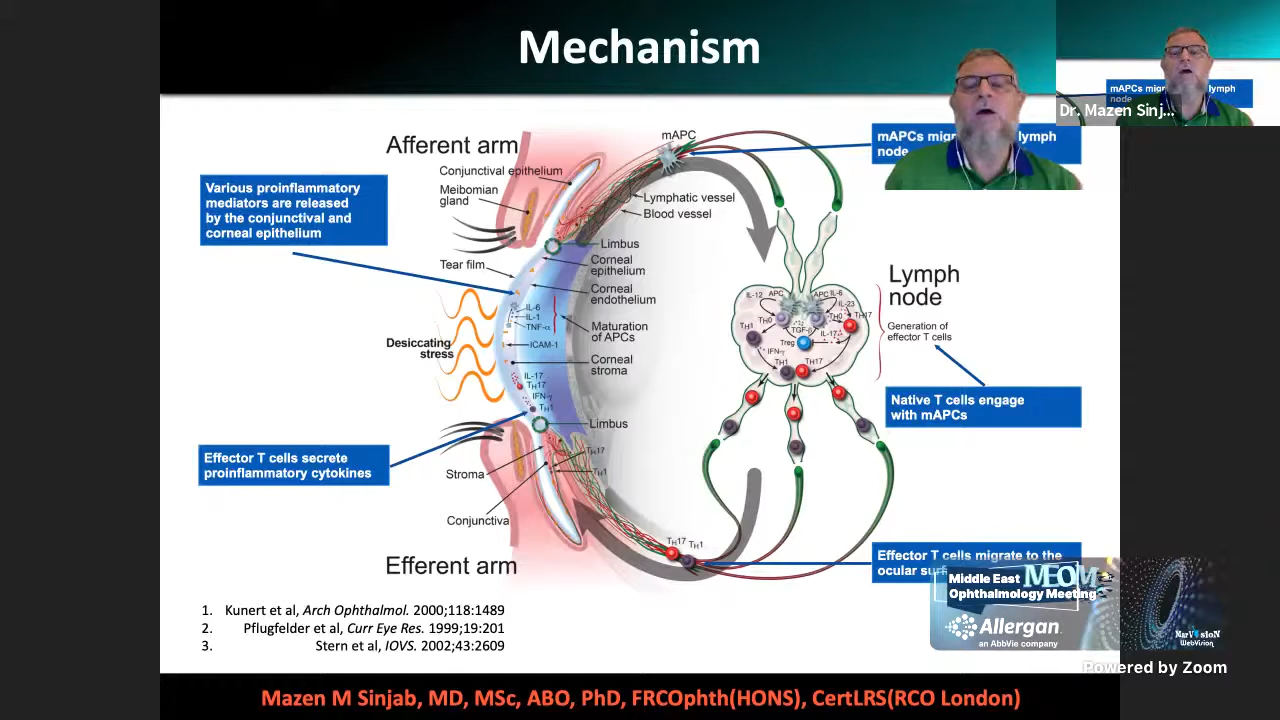 Mechanism
mAPCs mig lymph
node
Dr. Mazen Sinj...
Afferent arm
mAPC
mAPCs mig lymph
node
Conjunctival epithelium
Meibomian
gland
Various proinflammatory
mediators are released
by the conjunctival and
corneal epithelium
Lymphatic vessel
Blood vessel
Limbus
Tear film
Corneal
epithelium
Corneal
endothelium
Lymph
node
IL-12 APC APC IL-6
IL-23
TH0 TH0 TH17
TGF-β
TH1 IL-17
Treg
IFN-γ
TH1 TH17
Generation of
effector T cells
IL-6
IL-1
TNF-α
ICAM-1
Maturation
of APCs
Desiccating
stress
Corneal
stroma
IL-17
TH17
IFN-γ
TH1
Native T cells engage
with mAPCs
Limbus
Effector T cells secrete
proinflammatory cytokines
TH17
TH1
Stroma
Conjunctiva
TH17 TH1
Efferent arm
Effector T cells migrate to the
ocular
Middle East MEOM
Ophthalmology Meeting
Allergan
an AbbVie company
MarVision
WebVision
1. Kunert et al, Arch Ophthalmol. 2000;118:1489
2. Pflugfelder et al, Curr Eye Res. 1999;19:201
3. Stern et al, IOVS. 2002;43:2609
Powered by Zoom
Mazen M Sinjab, MD, MSc, ABO, PhD, FRCOphth(HONS), CertLRS(RCO London)